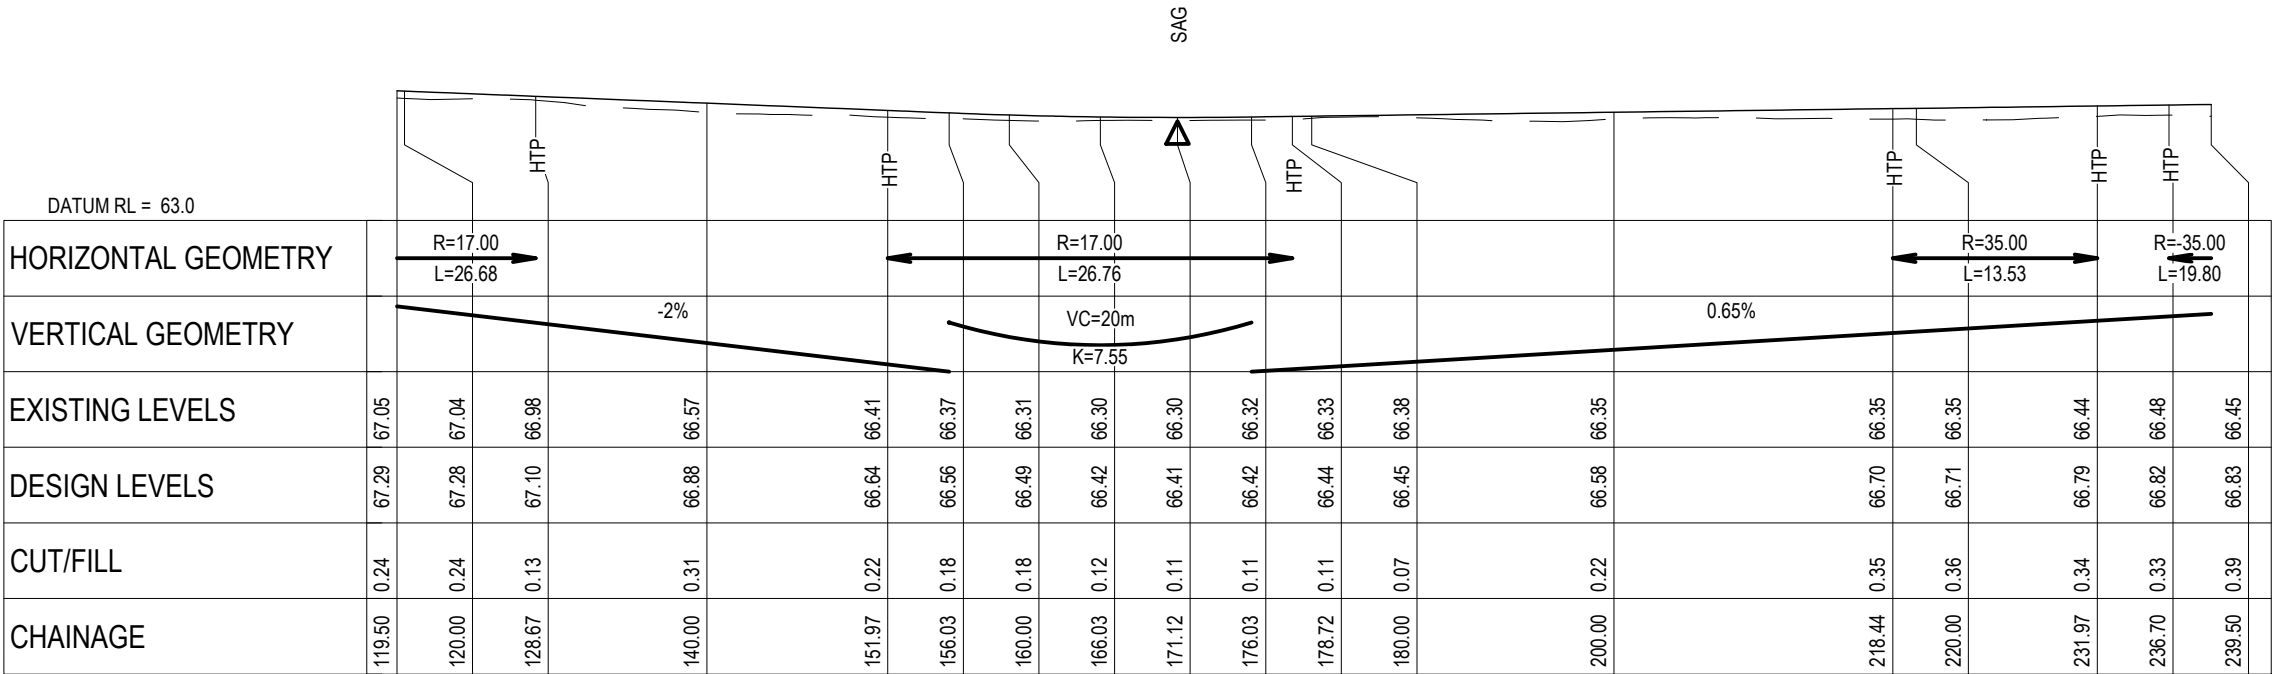 SAG
HTP
HTP
HTP
HTP
HTP
HTP
DATUM RL = 63.0
HORIZONTAL GEOMETRY
R=17.00
L=26.68
R=17.00
L=26.76
R=35.00
L=13.53
R=-35.00
L=19.80
VERTICAL GEOMETRY
-2%
VC=20m
K=7.55
0.65%
EXISTING LEVELS 67.05 67.04 66.98 66.57 66.41 66.37 66.31 66.30 66.30 66.32 66.33 66.38 66.35 66.35 66.35 66.44 66.48 66.45
DESIGN LEVELS 67.29 67.28 67.10 66.88 66.64 66.56 66.49 66.42 66.41 66.42 66.44 66.45 66.58 66.70 66.71 66.79 66.82 66.83
CUT/FILL 0.24 0.24 0.13 0.31 0.22 0.18 0.18 0.12 0.11 0.11 0.11 0.07 0.22 0.35 0.36 0.34 0.33 0.39
CHAINAGE 119.50 120.00 128.67 140.00 151.97 156.03 160.00 166.03 171.12 176.03 178.72 180.00 200.00 218.44 220.00 231.97 236.70 239.50